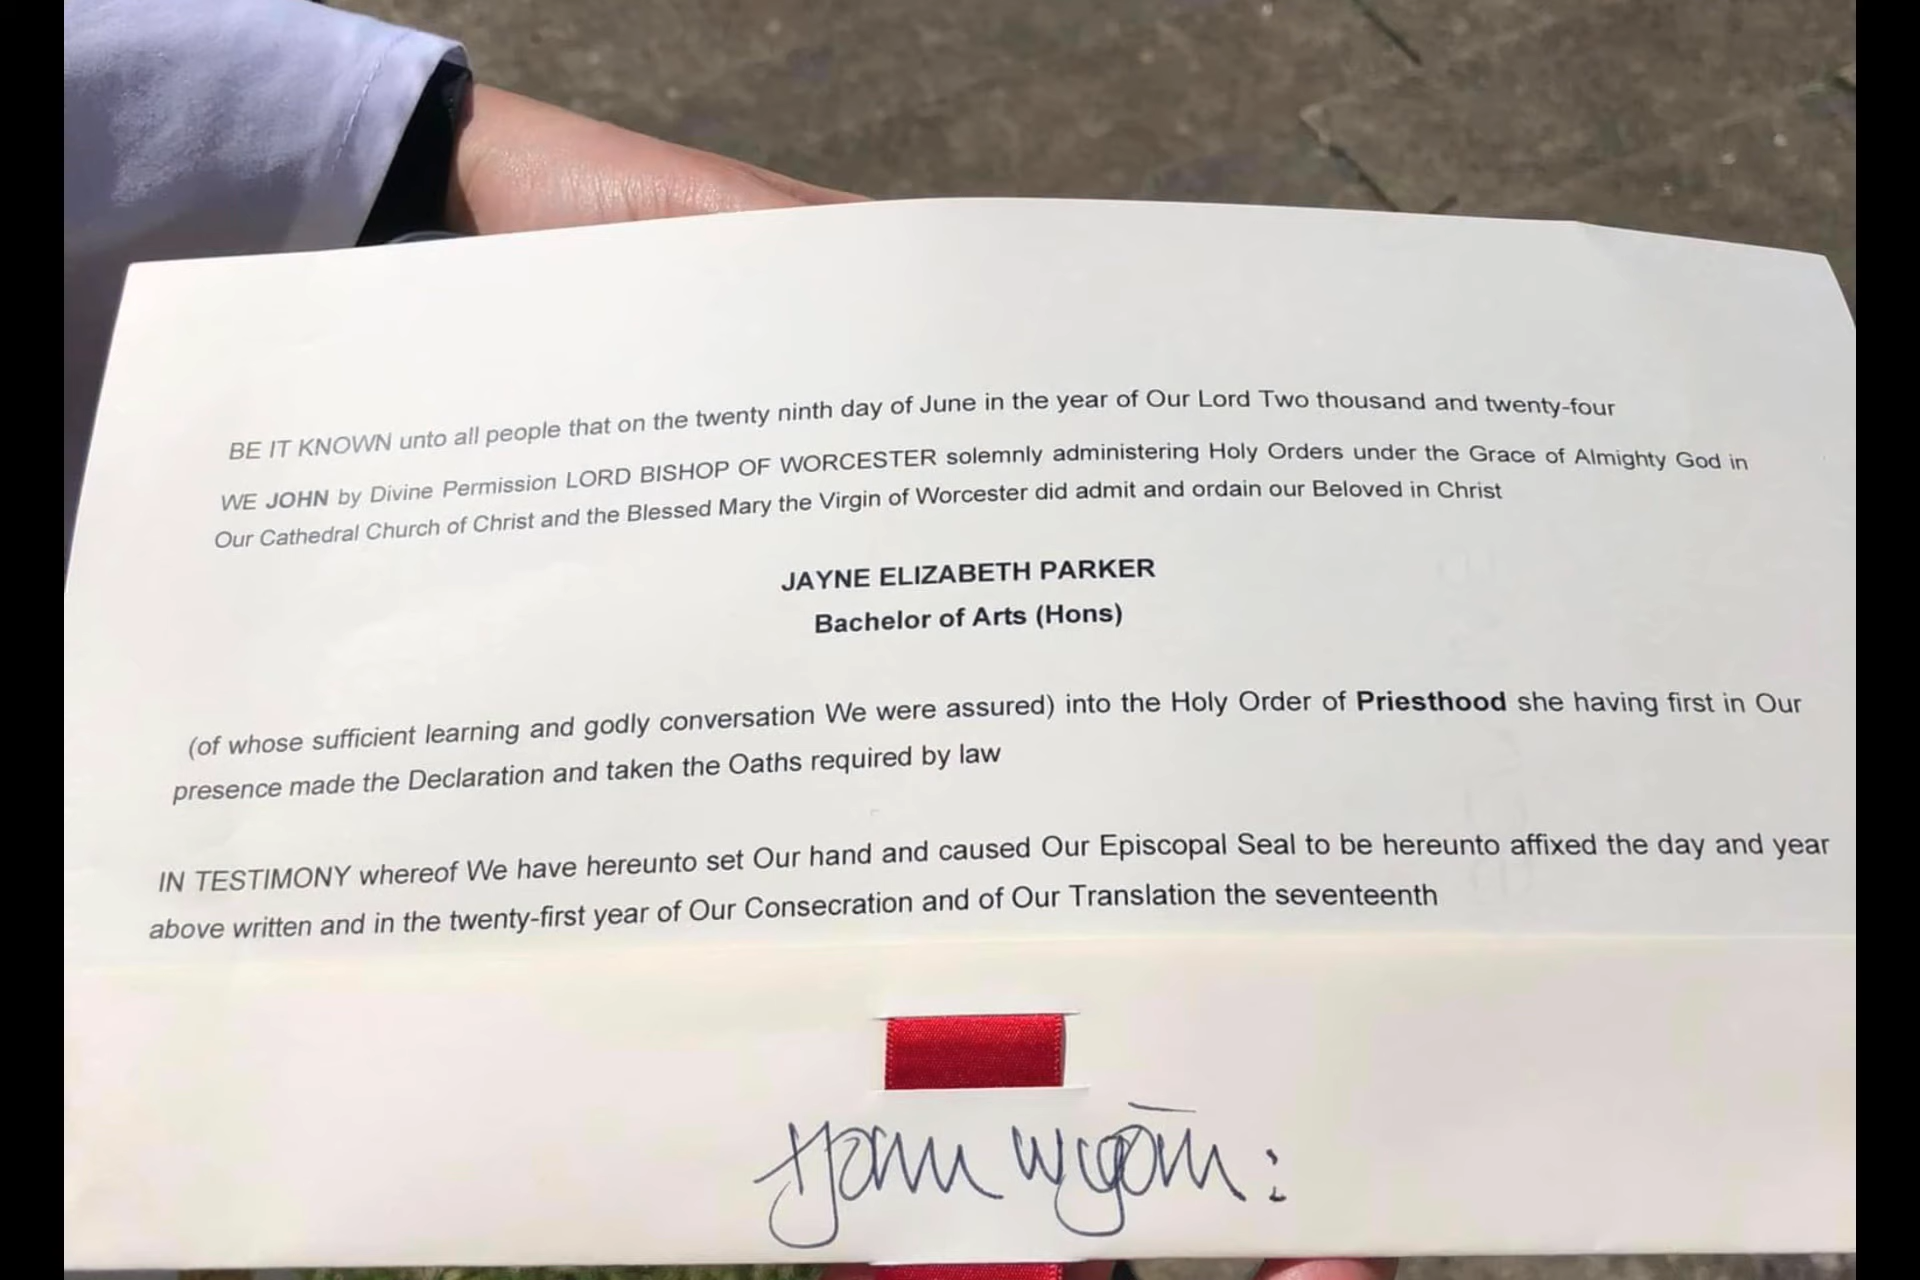 BE IT KNOWN unto all people that on the twenty ninth day of June in the year of Our Lord Two thousand and twenty-four
WE JOHN by Divine Permission LORD BISHOP OF WORCESTER solemnly administering Holy Orders under the Grace of Almighty God in
Our Cathedral Church of Christ and the Blessed Mary the Virgin of Worcester did admit and ordain our Beloved in Christ
JAYNE ELIZABETH PARKER
Bachelor of Arts (Hons)
(of whose sufficient learning and godly conversation We were assured) into the Holy Order of Priesthood she having first in Our
presence made the Declaration and taken the Oaths required by law
IN TESTIMONY whereof We have hereunto set Our hand and caused Our Episcopal Seal to be hereunto affixed the day and year
above written and in the twenty-first year of Our Consecration and of Our Translation the seventeenth
+John Wigorn: